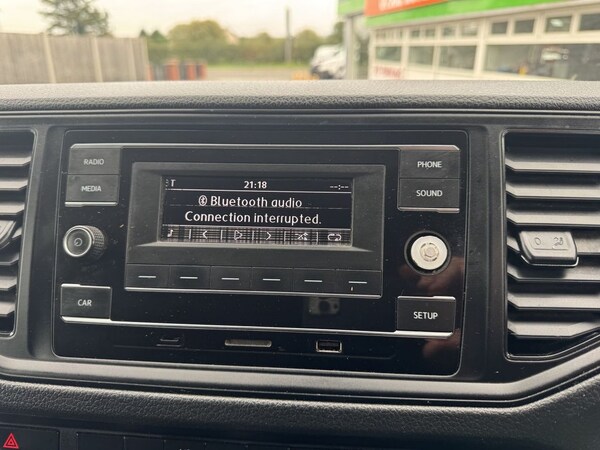 RADIO
MEDIA
CAR
T 21:18 --:--
Bluetooth audio
Connection interrupted.
PHONE
SOUND
SETUP